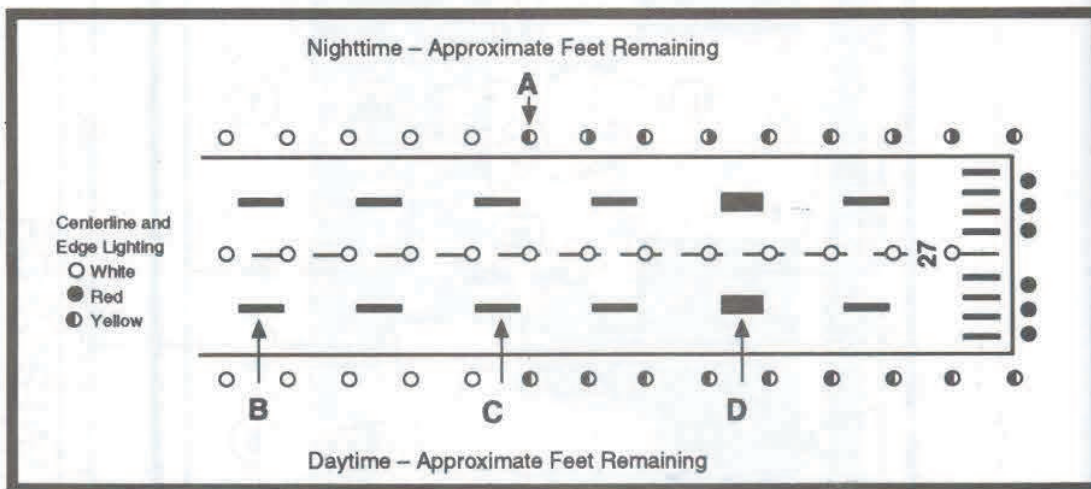 Nighttime – Approximate Feet Remaining
A
Centerline and
Edge Lighting
White
Red
Yellow
27
B
C
D
Daytime – Approximate Feet Remaining